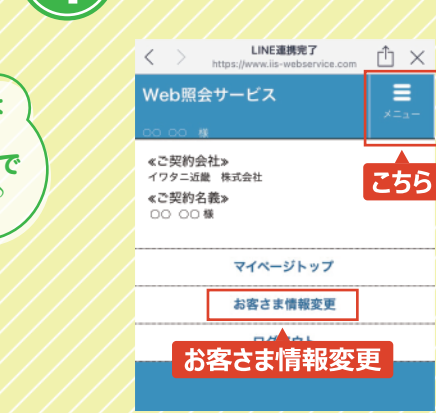 LINE連携完了
https://www.iis-webservice.com
Web照会サービス
メニュー
〇〇 〇〇 様
で
こちら
≪ご契約会社≫
イワタニ近畿 株式会社
≪ご契約名義≫
〇〇 〇〇 様
マイページトップ
お客さま情報変更
お客さま情報変更